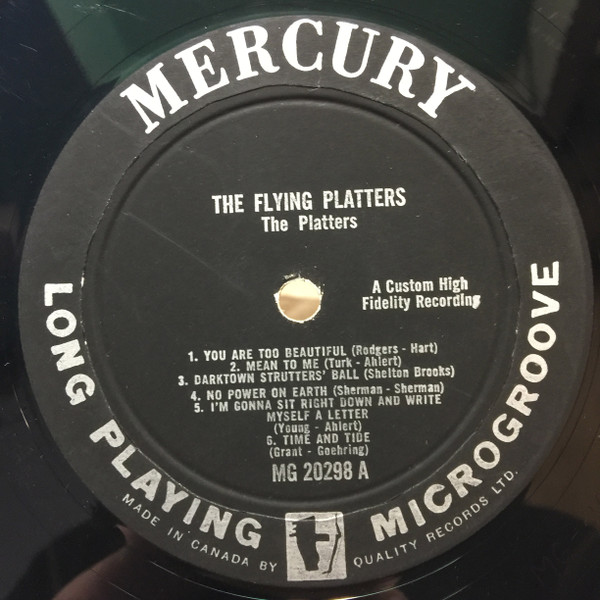 MERCURY
THE FLYING PLATTERS
The Platters
A Custom High
Fidelity Recording
1. YOU ARE TOO BEAUTIFUL (Rodgers - Hart)
2. MEAN TO ME (Turk - Ahlert)
3. DARKTOWN STRUTTERS' BALL (Shelton Brooks)
4. NO POWER ON EARTH (Sherman - Sherman)
5. I'M GONNA SIT RIGHT DOWN AND WRITE
MYSELF A LETTER
(Young - Ahlert)
6. TIME AND TIDE
(Grant - Goehring)
MG 20298 A
LONG PLAYING MICROGROOVE
MADE IN CANADA BY QUALITY RECORDS LTD.